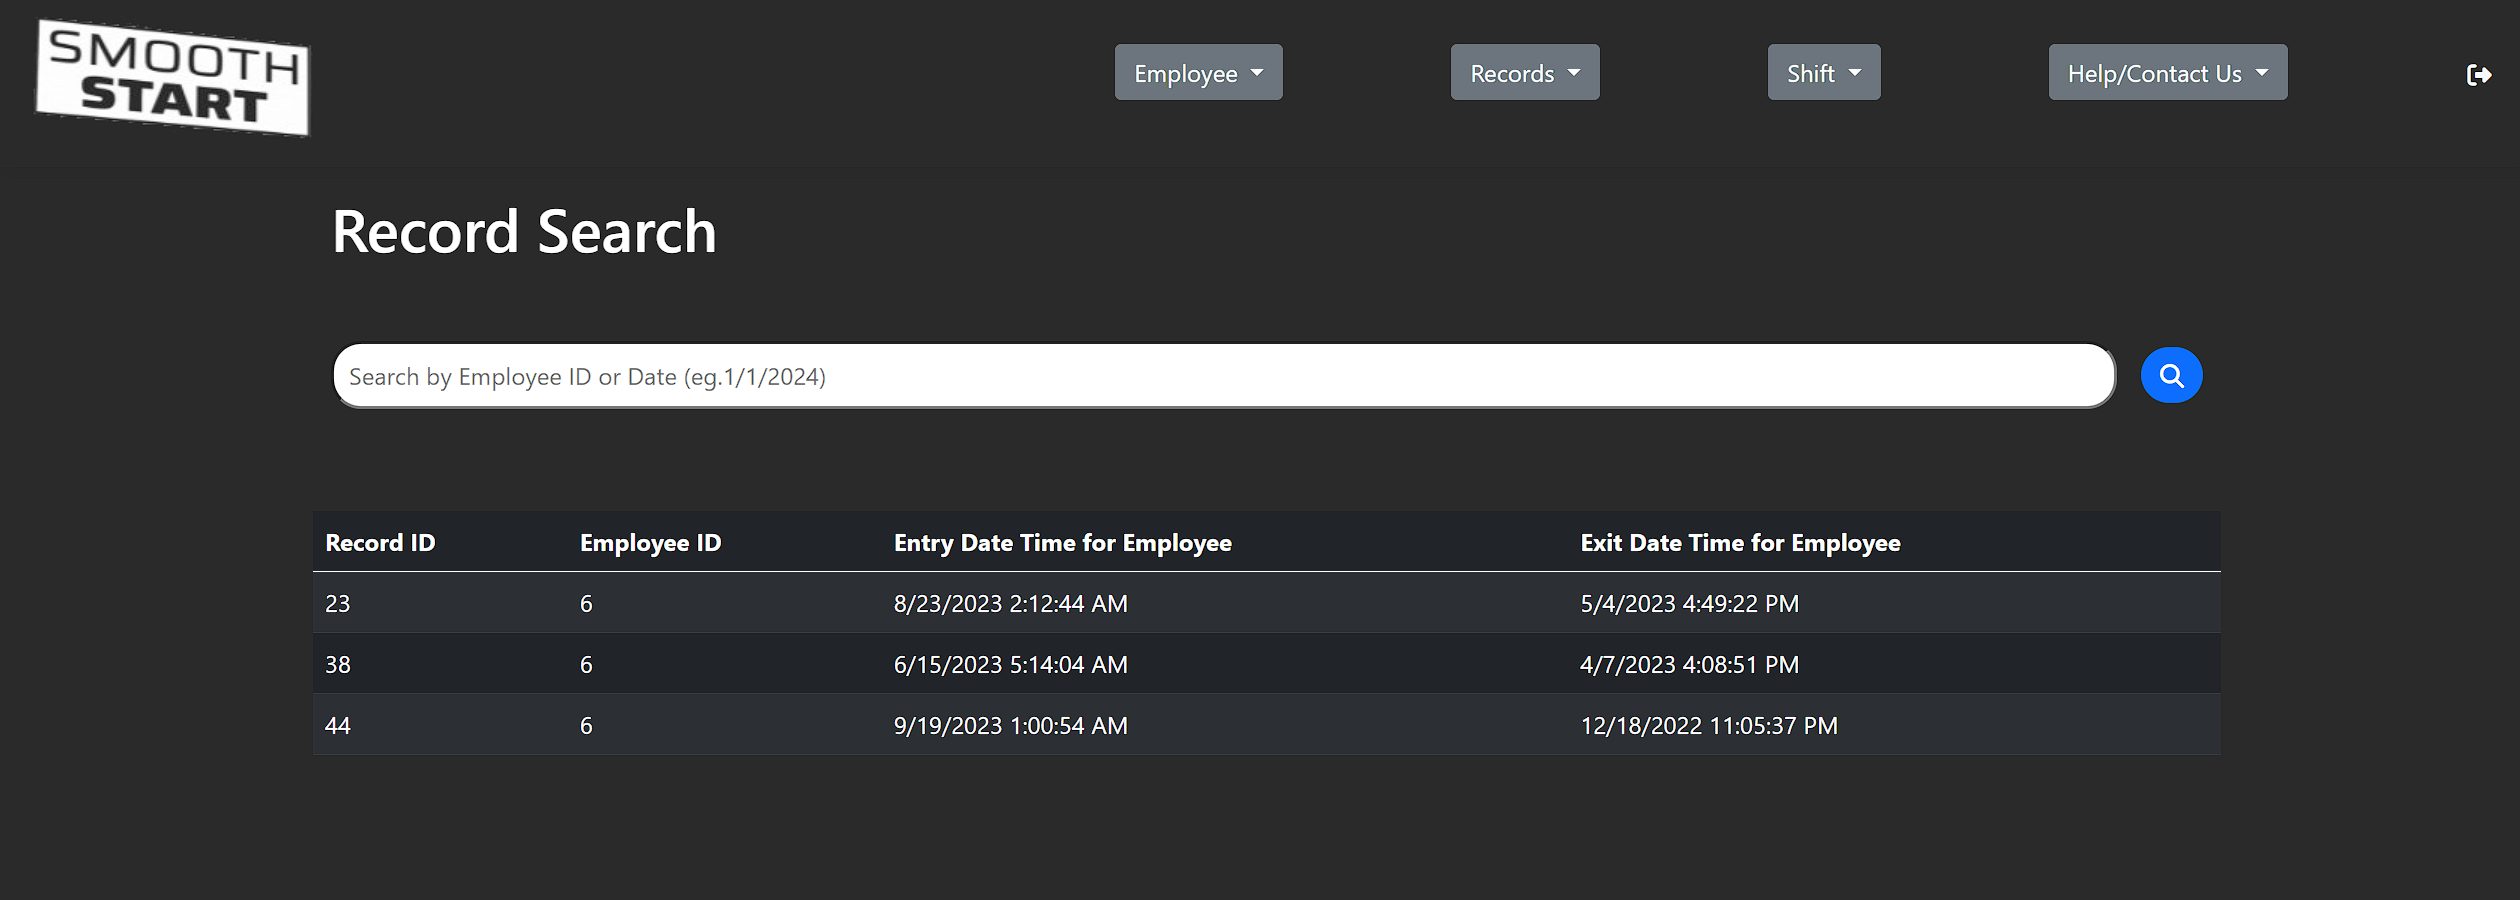 SMOOTH
START
Employee
Records
Shift
Help/Contact Us
Record Search
Search by Employee ID or Date (eg.1/1/2024)
Record ID Employee ID Entry Date Time for Employee Exit Date Time for Employee
23 6 8/23/2023 2:12:44 AM 5/4/2023 4:49:22 PM
38 6 6/15/2023 5:14:04 AM 4/7/2023 4:08:51 PM
44 6 9/19/2023 1:00:54 AM 12/18/2022 11:05:37 PM